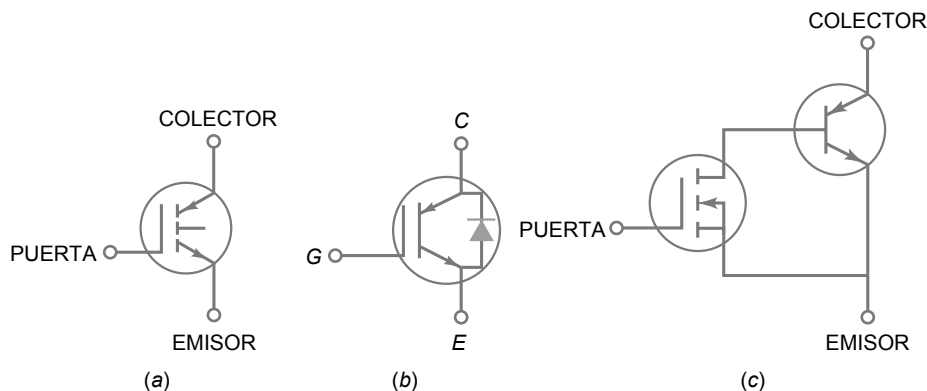 COLECTOR
PUERTA
EMISOR
(a)
C
G
E
(b)
COLECTOR
PUERTA
EMISOR
(c)